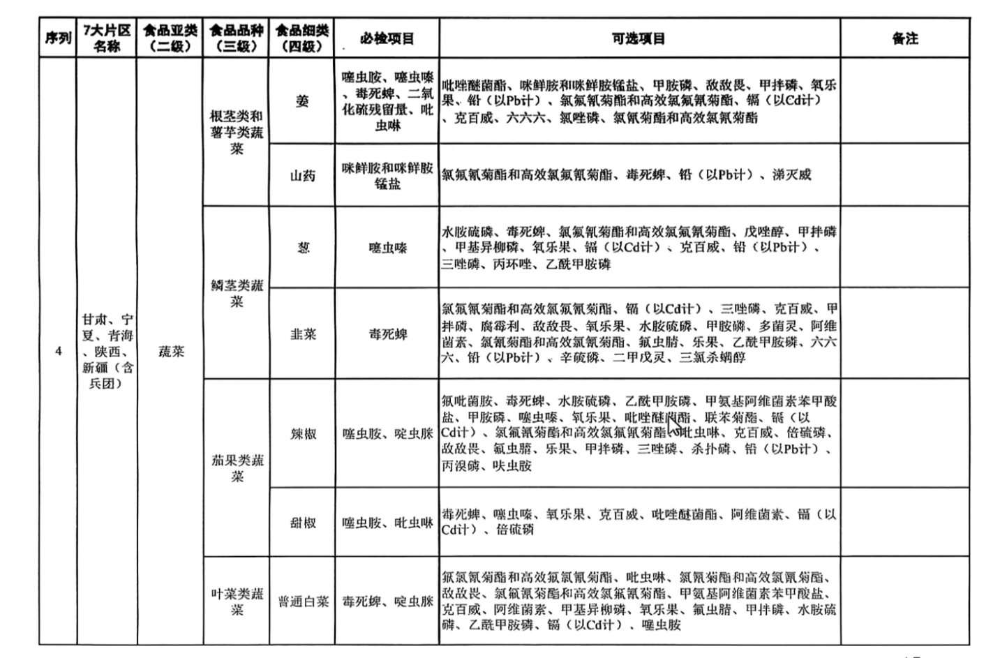 序列
7大片区
名称
食品亚类
（二级）
食品品种
（三级）
食品细类
（四级）
必检项目
可选项目
备注
4
甘肃、宁
夏、青海
、陕西、
新疆（含
兵团）
蔬菜
根茎类和
薯芋类蔬
菜
姜
噻虫胺、噻虫嗪
、毒死蜱、二氧
化硫残留量、吡
虫啉
吡唑醚菌酯、咪鲜胺和咪鲜胺锰盐、甲胺磷、敌敌畏、甲拌磷、氧乐
果、铅（以Pb计）、氯氟氰菊酯和高效氯氟氰菊酯、镉（以Cd计）
、克百威、六六六、氯唑磷、氯氰菊酯和高效氯氰菊酯
山药
咪鲜胺和咪鲜胺
锰盐
氯氟氰菊酯和高效氯氟氰菊酯、毒死蜱、铅（以Pb计）、涕灭威
鳞茎类蔬
菜
葱
噻虫嗪
水胺硫磷、毒死蜱、氯氟氰菊酯和高效氯氟氰菊酯、戊唑醇、甲拌磷
、甲基异柳磷、氧乐果、镉（以Cd计）、克百威、铅（以Pb计）、
三唑磷、丙环唑、乙酰甲胺磷
韭菜
毒死蜱
氯氟氰菊酯和高效氯氟氰菊酯、镉（以Cd计）、三唑磷、克百威、甲
拌磷、腐霉利、敌敌畏、氧乐果、水胺硫磷、甲胺磷、多菌灵、阿维
菌素、氯氰菊酯和高效氯氰菊酯、氟虫腈、乐果、乙酰甲胺磷、六六
六、铅（以Pb计）、辛硫磷、二甲戊灵、三氯杀螨醇
茄果类蔬
菜
辣椒
噻虫胺、啶虫脒
氟吡菌胺、毒死蜱、水胺硫磷、乙酰甲胺磷、甲氨基阿维菌素苯甲酸
盐、甲胺磷、噻虫嗪、氧乐果、吡唑醚菌酯、联苯菊酯、镉（以
Cd计）、氯氟氰菊酯和高效氯氟氰菊酯、吡虫啉、克百威、倍硫磷、
敌敌畏、氟虫腈、乐果、甲拌磷、三唑磷、杀扑磷、铅（以Pb计）、
丙溴磷、呋虫胺
甜椒
噻虫胺、吡虫啉
毒死蜱、噻虫嗪、氧乐果、克百威、吡唑醚菌酯、阿维菌素、镉（以
Cd计）、倍硫磷
叶菜类蔬
菜
普通白菜
毒死蜱、啶虫脒
氟氯氰菊酯和高效氟氯氰菊酯、吡虫啉、氯氰菊酯和高效氯氰菊酯、
敌敌畏、氯氟氰菊酯和高效氯氟氰菊酯、甲氨基阿维菌素苯甲酸盐、
克百威、阿维菌素、甲基异柳磷、氧乐果、氟虫腈、甲拌磷、水胺硫
磷、乙酰甲胺磷、镉（以Cd计）、噻虫胺